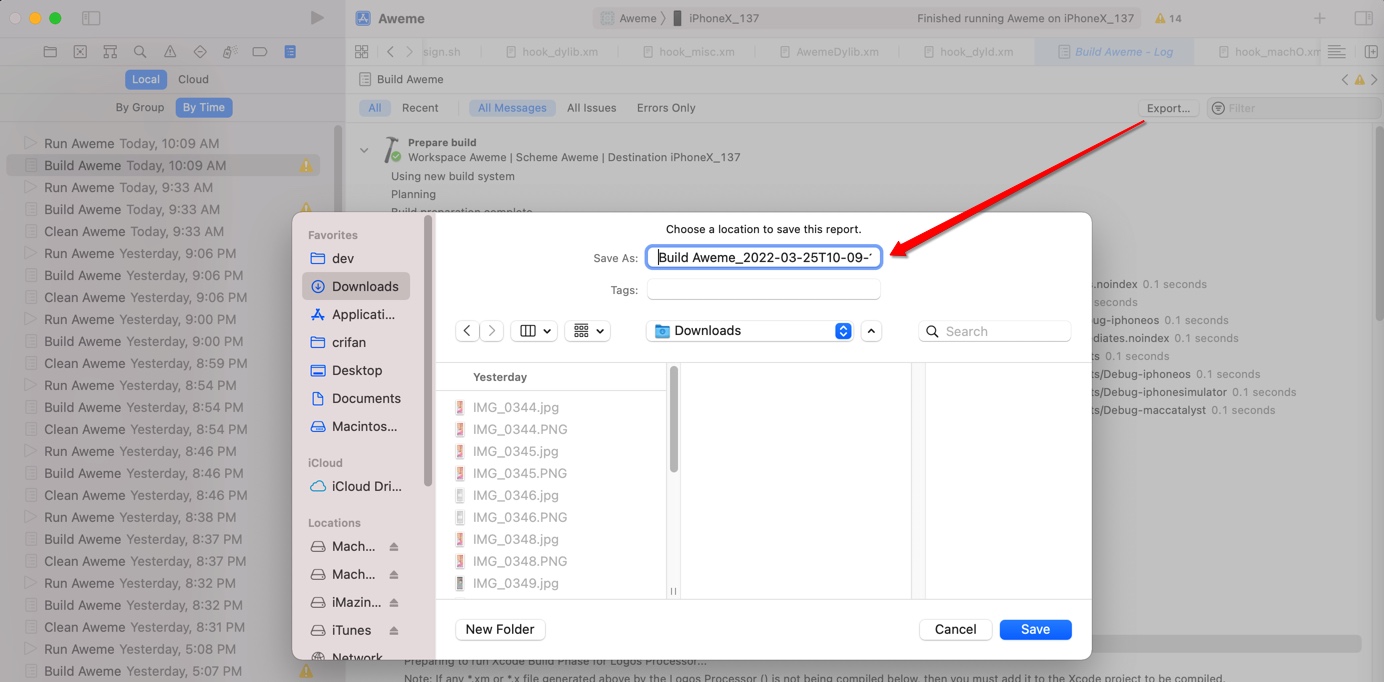 Aweme
Aweme 〉 iPhoneX_137
Finished running Aweme on iPhoneX_137
14
sign.sh
hook_dylib.xm
hook_misc.xm
AwemeDylib.xm
hook_dyld.xm
Build Aweme - Log
hook_machO.xm
Local
Cloud
Build Aweme
By Group
By Time
All
Recent
All Messages
All Issues
Errors Only
Export...
Filter
Run Aweme Today, 10:09 AM
Build Aweme Today, 10:09 AM
Run Aweme Today, 9:33 AM
Build Aweme Today, 9:33 AM
Clean Aweme Today, 9:33 AM
Run Aweme Yesterday, 9:06 PM
Build Aweme Yesterday, 9:06 PM
Clean Aweme Yesterday, 9:06 PM
Run Aweme Yesterday, 9:00 PM
Build Aweme Yesterday, 9:00 PM
Clean Aweme Yesterday, 8:59 PM
Run Aweme Yesterday, 8:54 PM
Build Aweme Yesterday, 8:54 PM
Clean Aweme Yesterday, 8:54 PM
Run Aweme Yesterday, 8:46 PM
Build Aweme Yesterday, 8:46 PM
Clean Aweme Yesterday, 8:46 PM
Run Aweme Yesterday, 8:38 PM
Build Aweme Yesterday, 8:37 PM
Clean Aweme Yesterday, 8:37 PM
Run Aweme Yesterday, 8:32 PM
Build Aweme Yesterday, 8:32 PM
Clean Aweme Yesterday, 8:31 PM
Run Aweme Yesterday, 5:08 PM
Build Aweme Yesterday, 5:07 PM
Prepare build
Workspace Aweme | Scheme Aweme | Destination iPhoneX_137
Using new build system
Planning
Build preparation complete
Favorites
dev
Downloads
Applicati...
crifan
Desktop
Documents
Macintos...
iCloud
iCloud Dri...
Locations
Mach...
Mach...
iMazin...
iTunes
Network
Choose a location to save this report.
Save As:
Build Aweme_2022-03-25T10-09-
Tags:
Downloads
Search
Yesterday
IMG_0344.jpg
IMG_0344.PNG
IMG_0345.jpg
IMG_0345.PNG
IMG_0346.jpg
IMG_0346.PNG
IMG_0348.jpg
IMG_0348.PNG
IMG_0349.jpg
New Folder
Cancel
Save
s.noindex 0.1 seconds
seconds
ug-iphoneos 0.1 seconds
diates.noindex 0.1 seconds
ts 0.1 seconds
ts/Debug-iphoneos 0.1 seconds
ts/Debug-iphonesimulator 0.1 seconds
ts/Debug-maccatalyst 0.1 seconds
Preparing to run Xcode Build Phase for Logos Processor...
Note: If any *.xm or *.x file generated above by the Logos Processor () is not being compiled below, then you must add it to the Xcode project to be compiled.